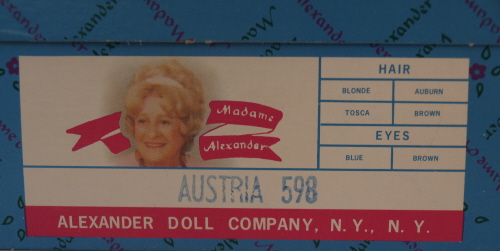 Madame
Alexander
HAIR
BLONDE AUBURN
TOSCA BROWN
EYES
BLUE BROWN
AUSTRIA 598
ALEXANDER DOLL COMPANY, N. Y., N. Y.